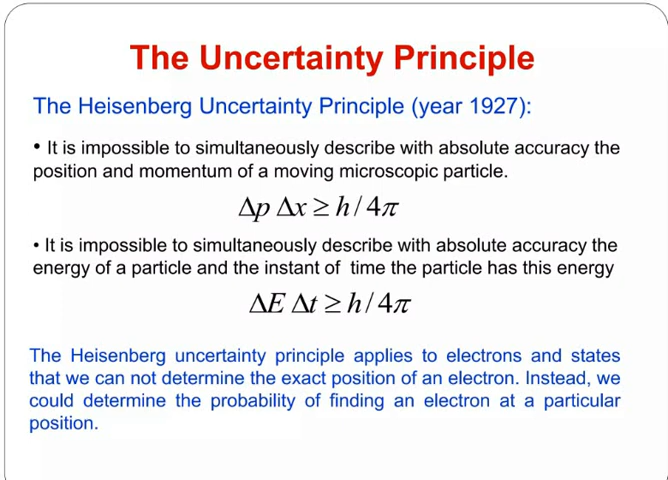 The Uncertainty Principle
The Heisenberg Uncertainty Principle (year 1927):
• It is impossible to simultaneously describe with absolute accuracy the
position and momentum of a moving microscopic particle.
Δp Δx ≥ h / 4π
• It is impossible to simultaneously describe with absolute accuracy the
energy of a particle and the instant of time the particle has this energy
ΔE Δt ≥ h / 4π
The Heisenberg uncertainty principle applies to electrons and states
that we can not determine the exact position of an electron. Instead, we
could determine the probability of finding an electron at a particular
position.